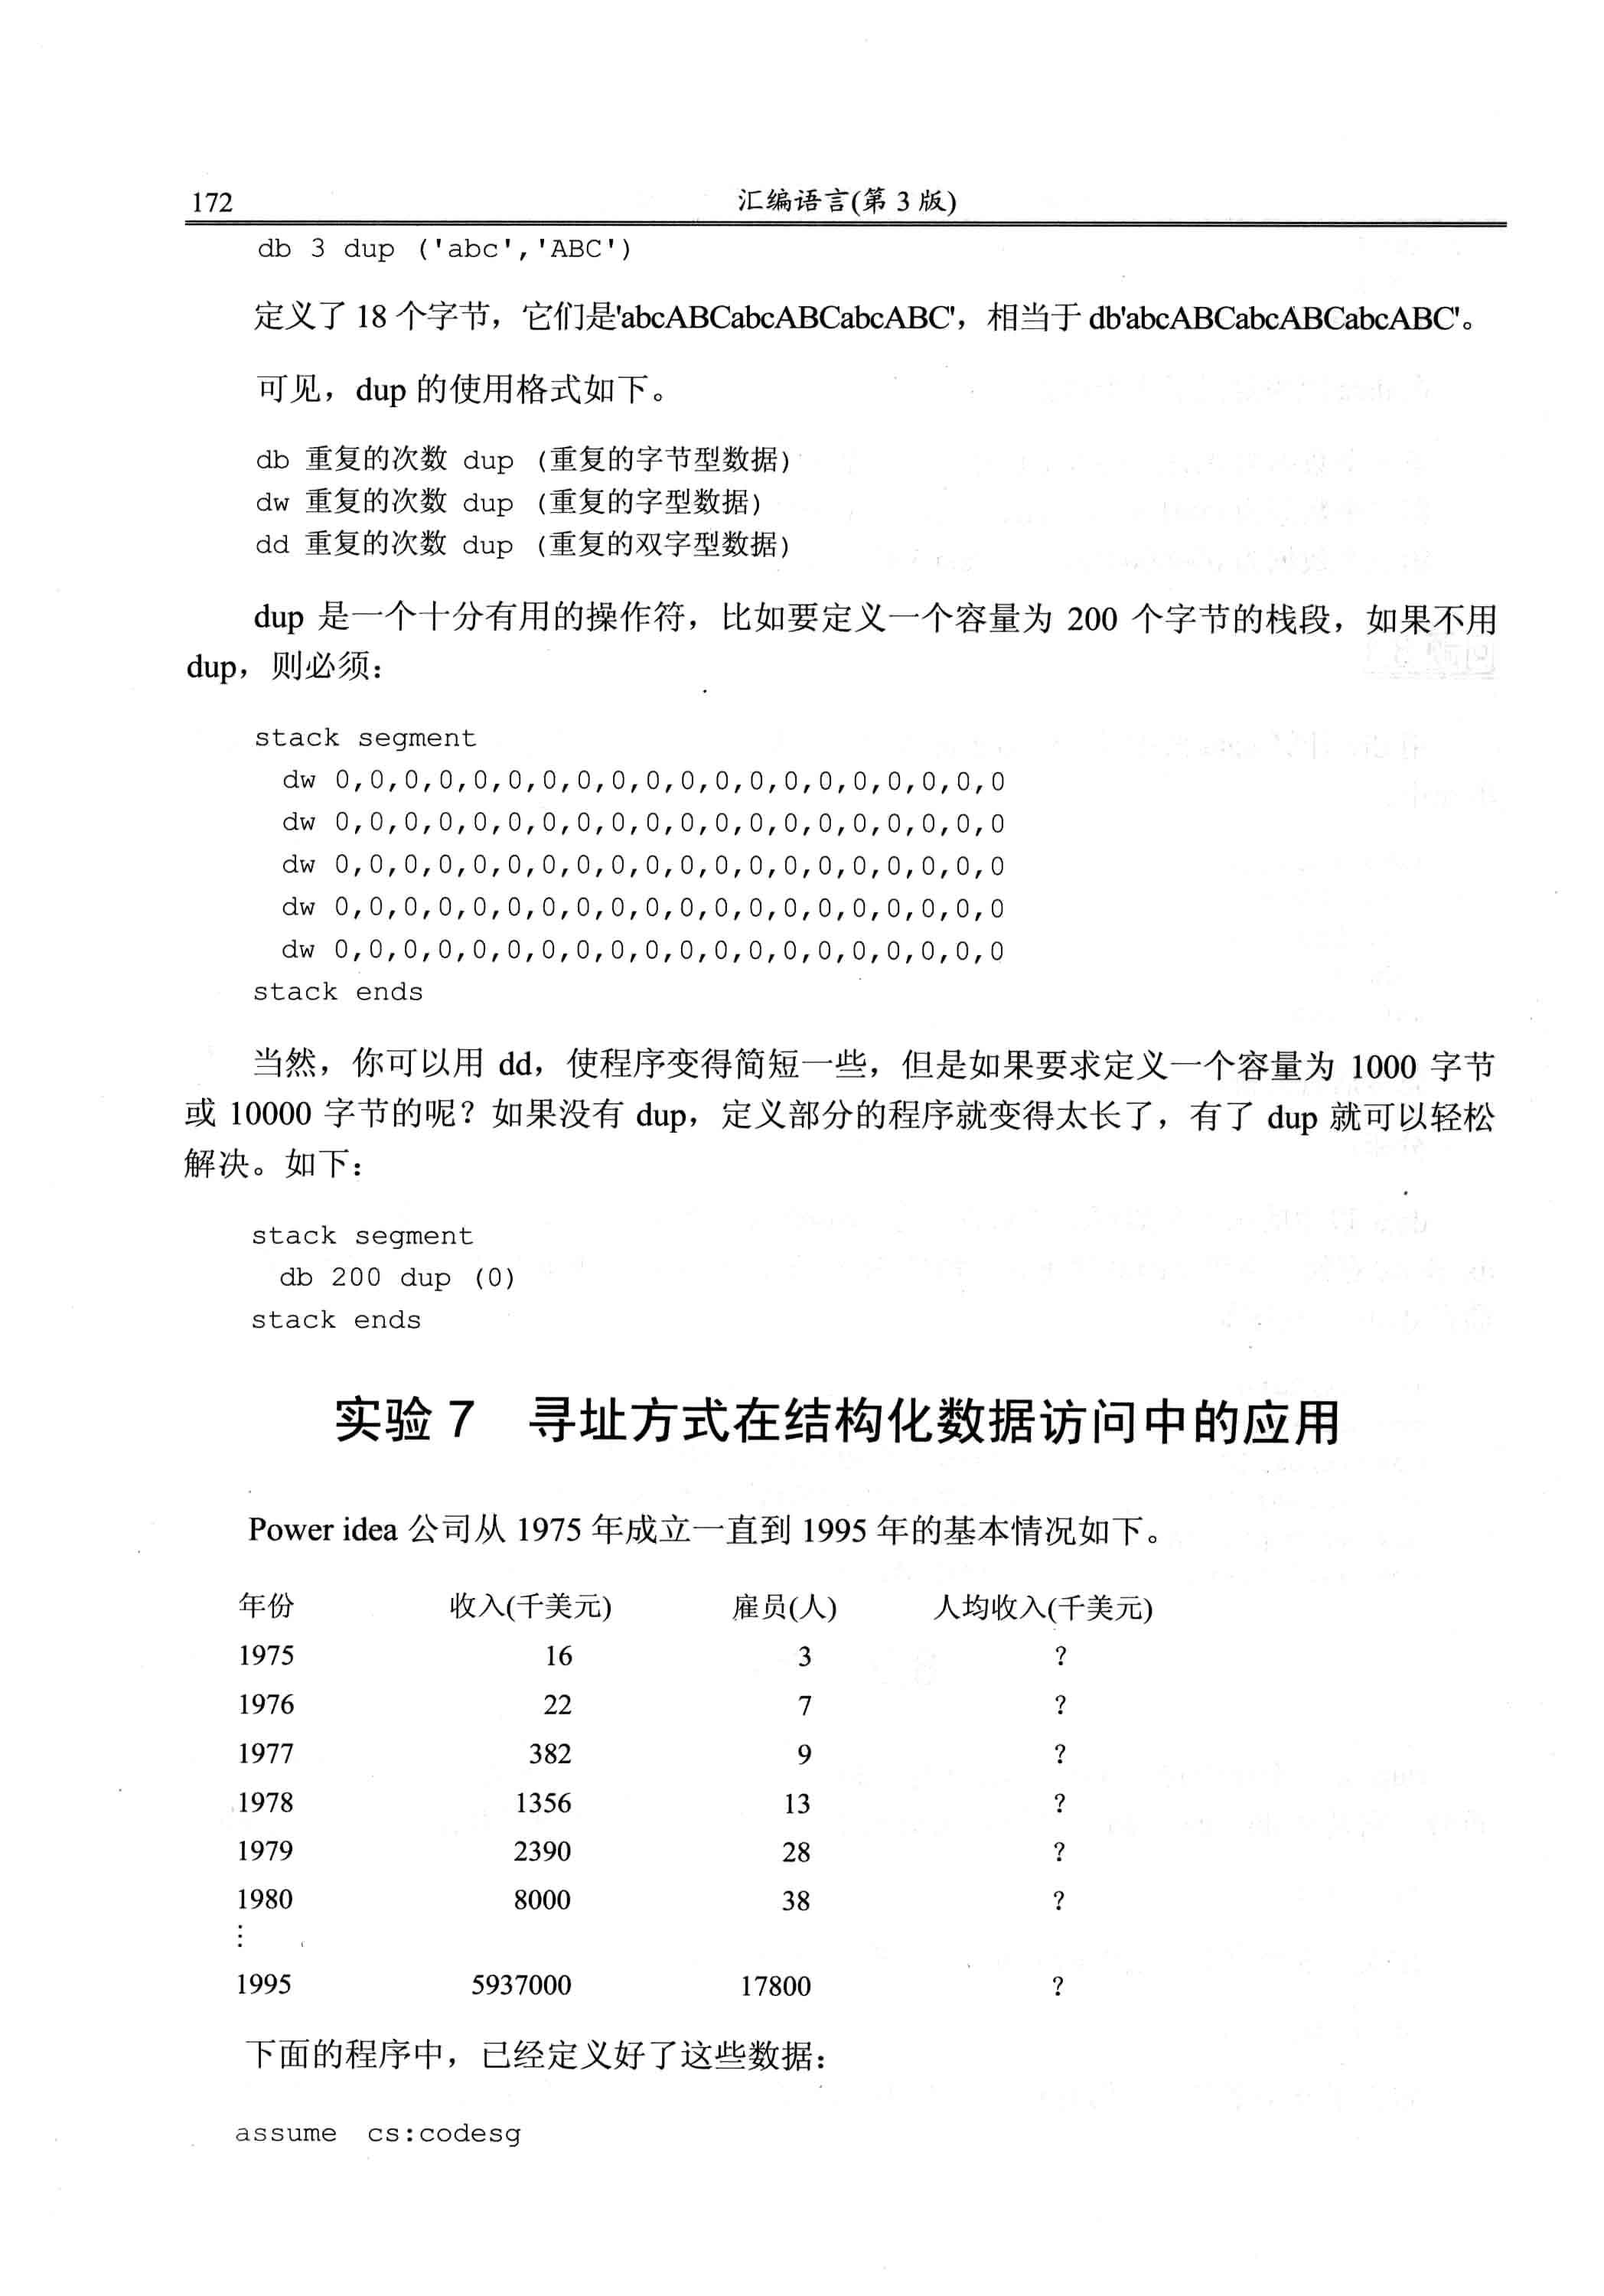 172 汇编语言(第 3 版)
db 3 dup ('abc','ABC')
定义了 18 个字节，它们是'abcABCabcABCabcABC'，相当于 db'abcABCabcABCabcABC'。
可见，dup 的使用格式如下。
db 重复的次数 dup (重复的字节型数据)
dw 重复的次数 dup (重复的字型数据)
dd 重复的次数 dup (重复的双字型数据)
dup 是一个十分有用的操作符，比如要定义一个容量为 200 个字节的栈段，如果不用
dup，则必须：
stack segment
dw 0,0,0,0,0,0,0,0,0,0,0,0,0,0,0,0,0,0,0,0
dw 0,0,0,0,0,0,0,0,0,0,0,0,0,0,0,0,0,0,0,0
dw 0,0,0,0,0,0,0,0,0,0,0,0,0,0,0,0,0,0,0,0
dw 0,0,0,0,0,0,0,0,0,0,0,0,0,0,0,0,0,0,0,0
dw 0,0,0,0,0,0,0,0,0,0,0,0,0,0,0,0,0,0,0,0
stack ends
当然，你可以用 dd，使程序变得简短一些，但是如果要求定义一个容量为 1000 字节
或 10000 字节的呢？如果没有 dup，定义部分的程序就变得太长了，有了 dup 就可以轻松
解决。如下：
stack segment
db 200 dup (0)
stack ends
实验 7 寻址方式在结构化数据访问中的应用
Power idea 公司从 1975 年成立一直到 1995 年的基本情况如下。
年份 收入(千美元) 雇员(人) 人均收入(千美元)
1975 16 3 ?
1976 22 7 ?
1977 382 9 ?
1978 1356 13 ?
1979 2390 28 ?
1980 8000 38 ?
⋮
1995 5937000 17800 ?
下面的程序中，已经定义好了这些数据：
assume cs:codesg